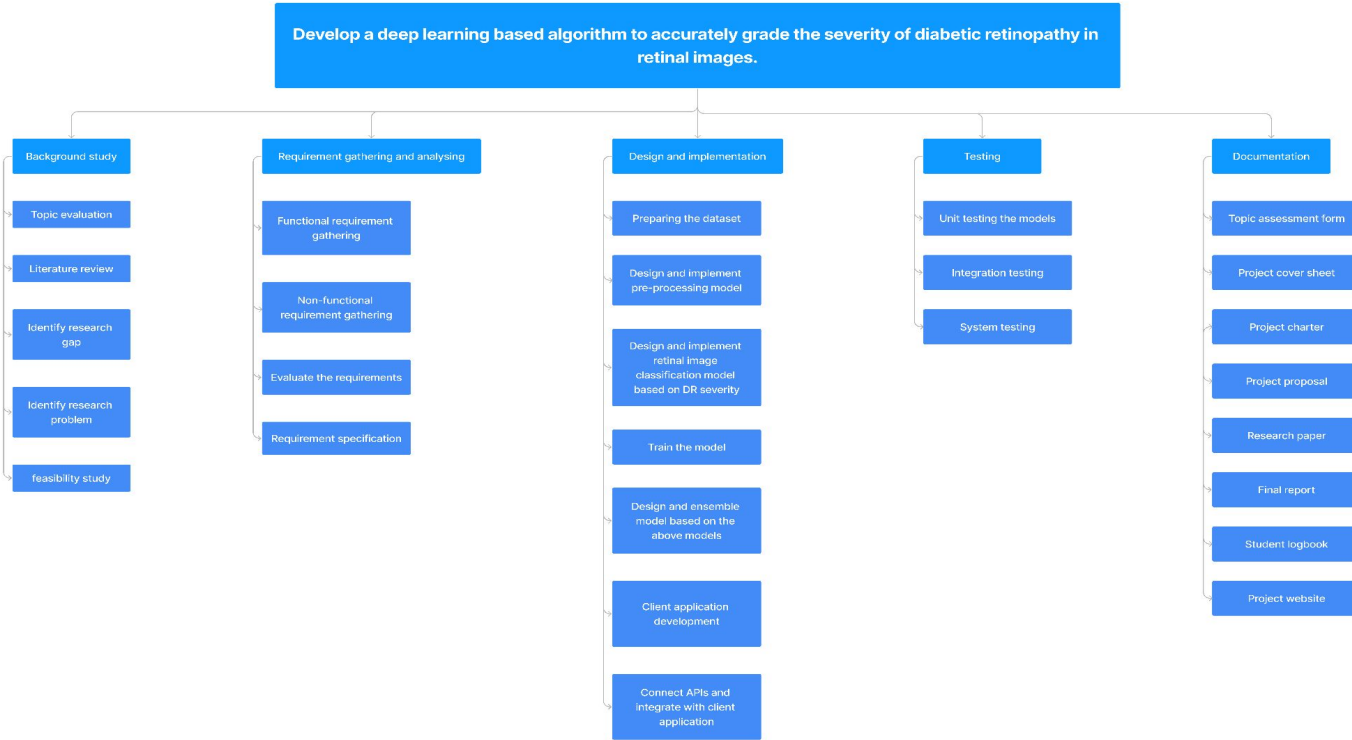 Develop a deep learning based algorithm to accurately grade the severity of diabetic retinopathy in
retinal images.
Background study
Topic evaluation
Literature review
Identify research
gap
Identify research
problem
feasibility study
Requirement gathering and analysing
Functional requirement
gathering
Non-functional
requirement gathering
Evaluate the requirements
Requirement specification
Design and implementation
Preparing the dataset
Design and implement
pre-processing model
Design and implement
retinal image
classification model
based on DR severity
Train the model
Design and ensemble
model based on the
above models
Client application
development
Connect APIs and
integrate with client
application
Testing
Unit testing the models
Integration testing
System testing
Documentation
Topic assessment form
Project cover sheet
Project charter
Project proposal
Research paper
Final report
Student logbook
Project website